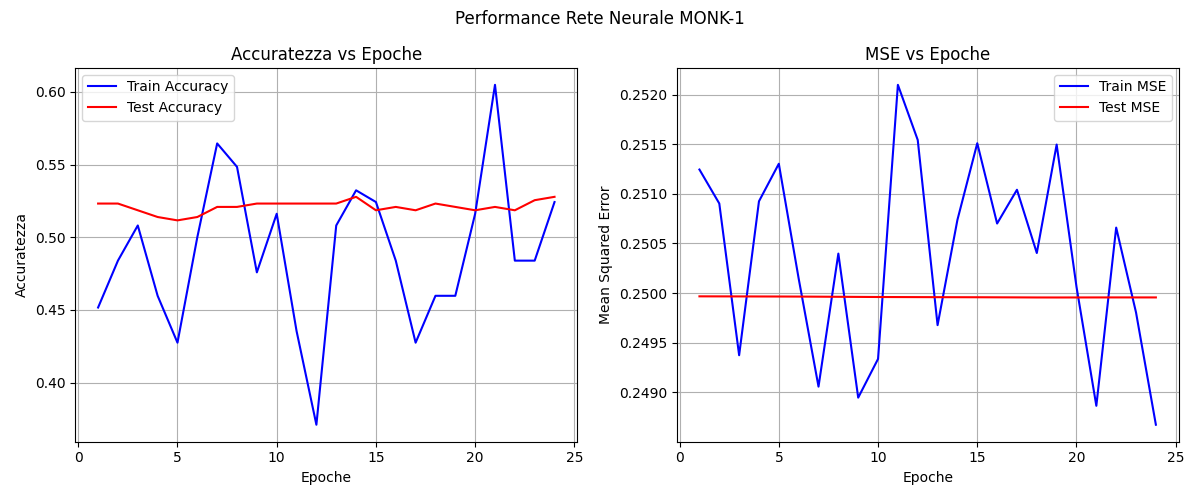 Performance Rete Neurale MONK-1
Accuratezza vs Epoche
Train Accuracy
Test Accuracy
0.60
0.55
0.50
0.45
0.40
Accuratezza
0
5
10
15
20
25
Epoche
MSE vs Epoche
Train MSE
Test MSE
0.2520
0.2515
0.2510
0.2505
0.2500
0.2495
0.2490
Mean Squared Error
0
5
10
15
20
25
Epoche